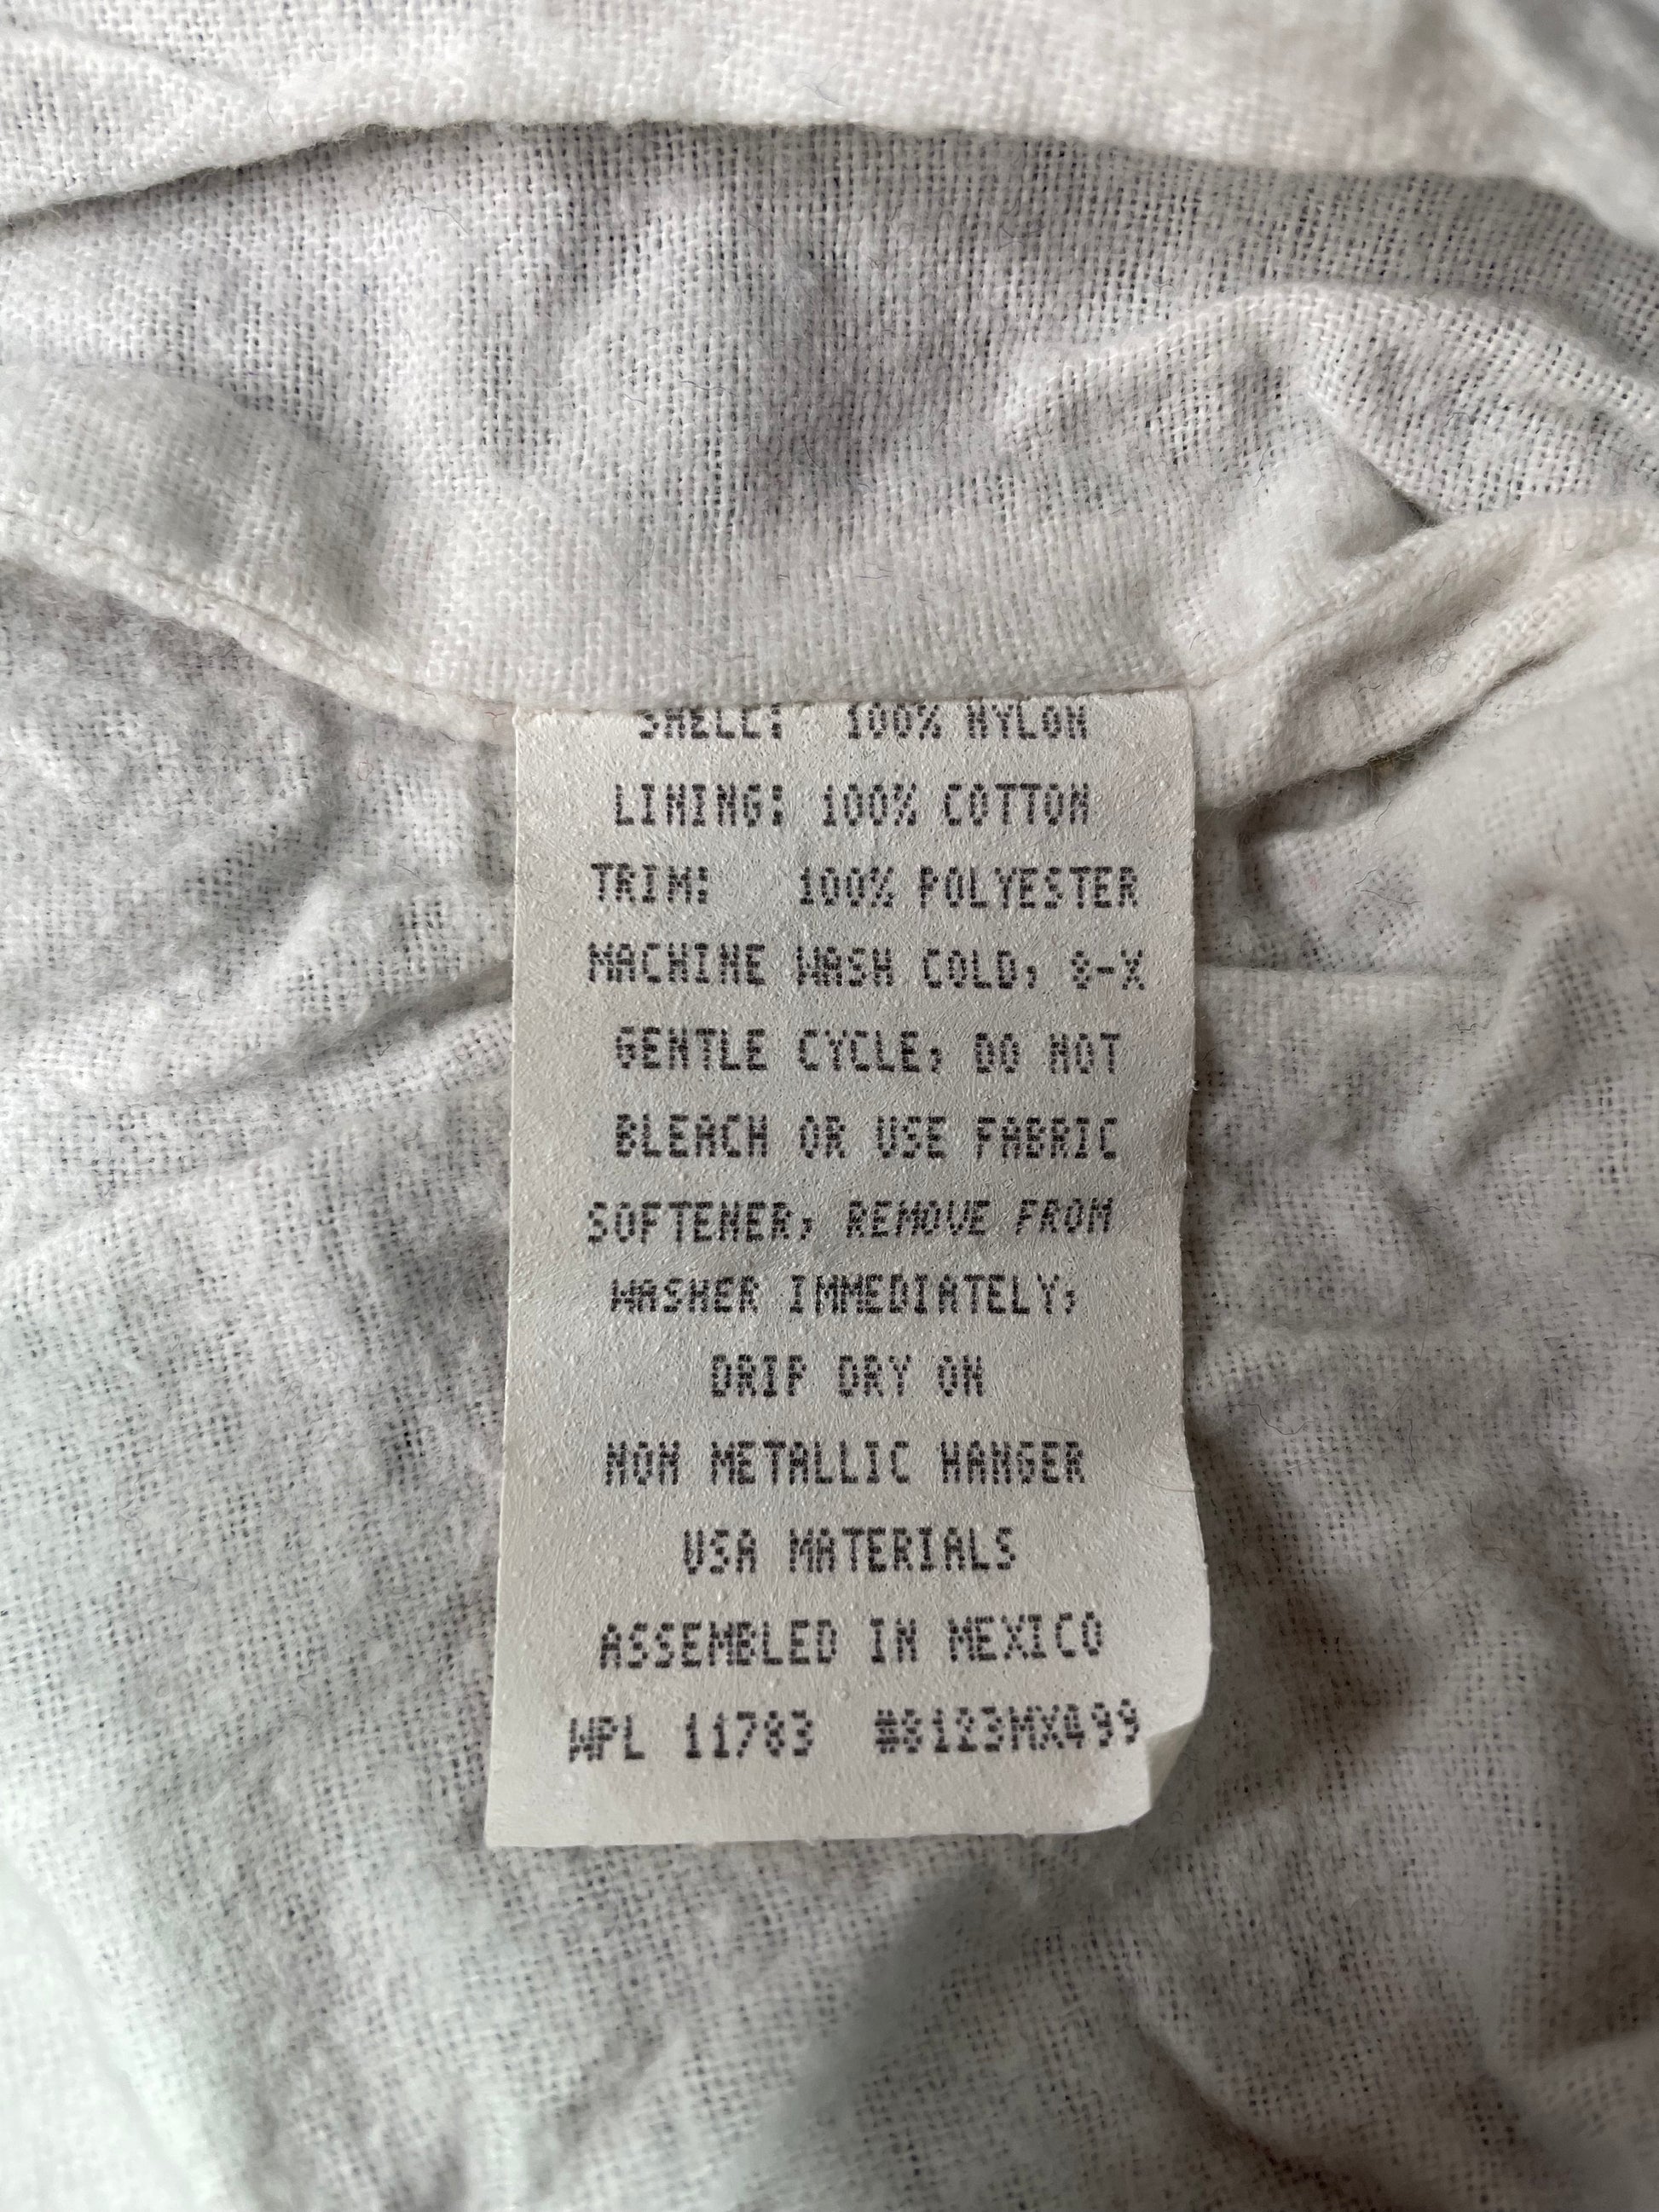 SHELL: 100% NYLON
LINING: 100% COTTON
TRIM: 100% POLYESTER
MACHINE WASH COLD,
GENTLE CYCLE, DO NOT
BLEACH OR USE FABRIC
SOFTENER, REMOVE FROM
WASHER IMMEDIATELY,
DRIP DRY ON
NON METALLIC HANGER
USA MATERIALS
ASSEMBLED IN MEXICO
WPL 11783 #8123MX499